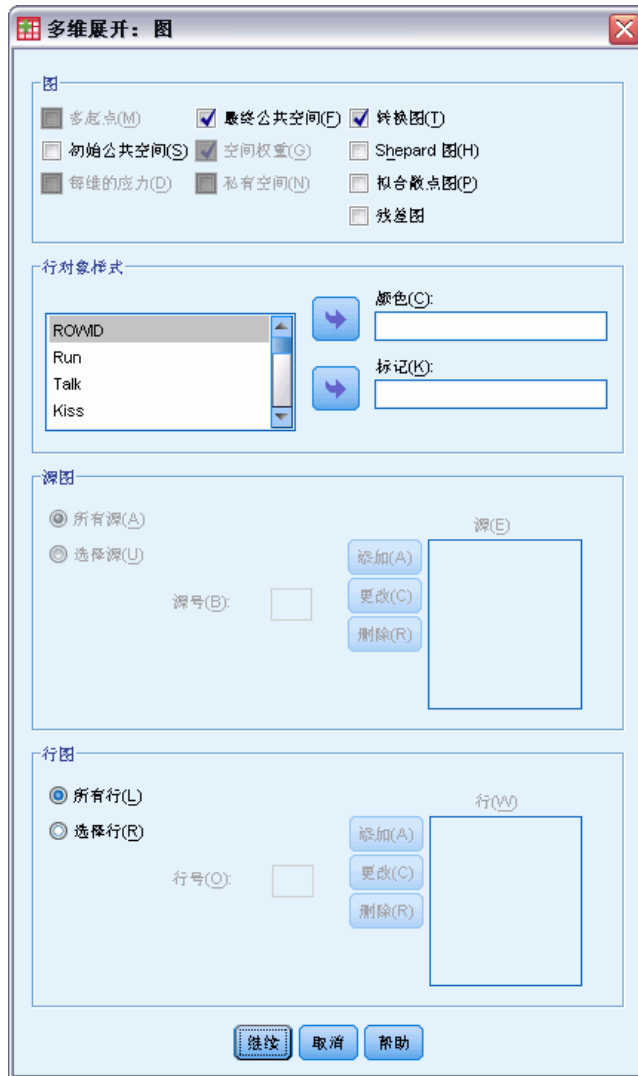 多维展开: 图
图
多起点(M)
最终公共空间(F)
转换图(T)
初始公共空间(S)
空间权重(G)
Shepard 图(H)
每维的应力(D)
私有空间(N)
拟合散点图(P)
残差图
行对象样式
ROWID
Run
Talk
Kiss
颜色(C):
标记(K):
源图
所有源(A)
选择源(U)
源号(B):
源(E)
添加(A)
更改(C)
删除(R)
行图
所有行(L)
选择行(R)
行号(O):
行(W)
添加(A)
更改(C)
删除(R)
继续
取消
帮助